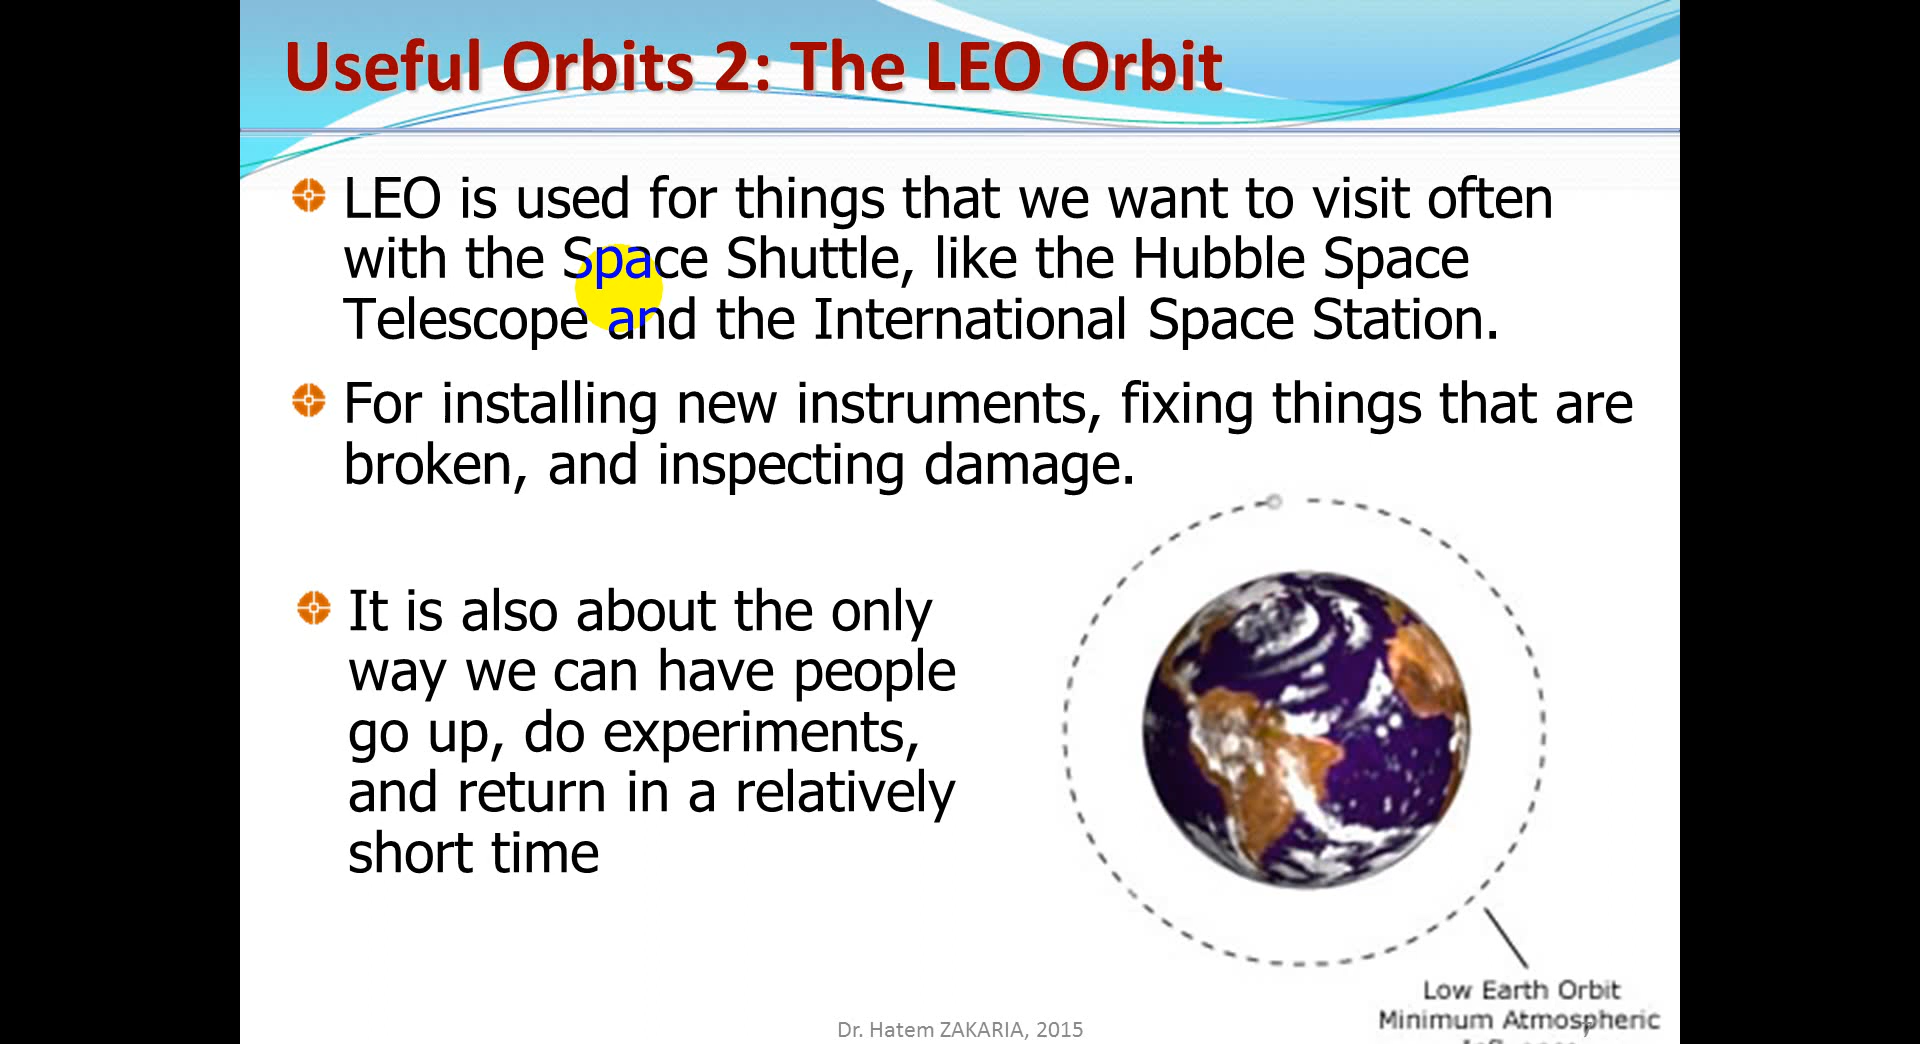 Useful Orbits 2: The LEO Orbit
LEO is used for things that we want to visit often
with the Space Shuttle, like the Hubble Space
Telescope and the International Space Station.
For installing new instruments, fixing things that are
broken, and inspecting damage.
It is also about the only
way we can have people
go up, do experiments,
and return in a relatively
short time
Low Earth Orbit
Minimum Atmospheric
Dr. Hatem ZAKARIA, 2015
7